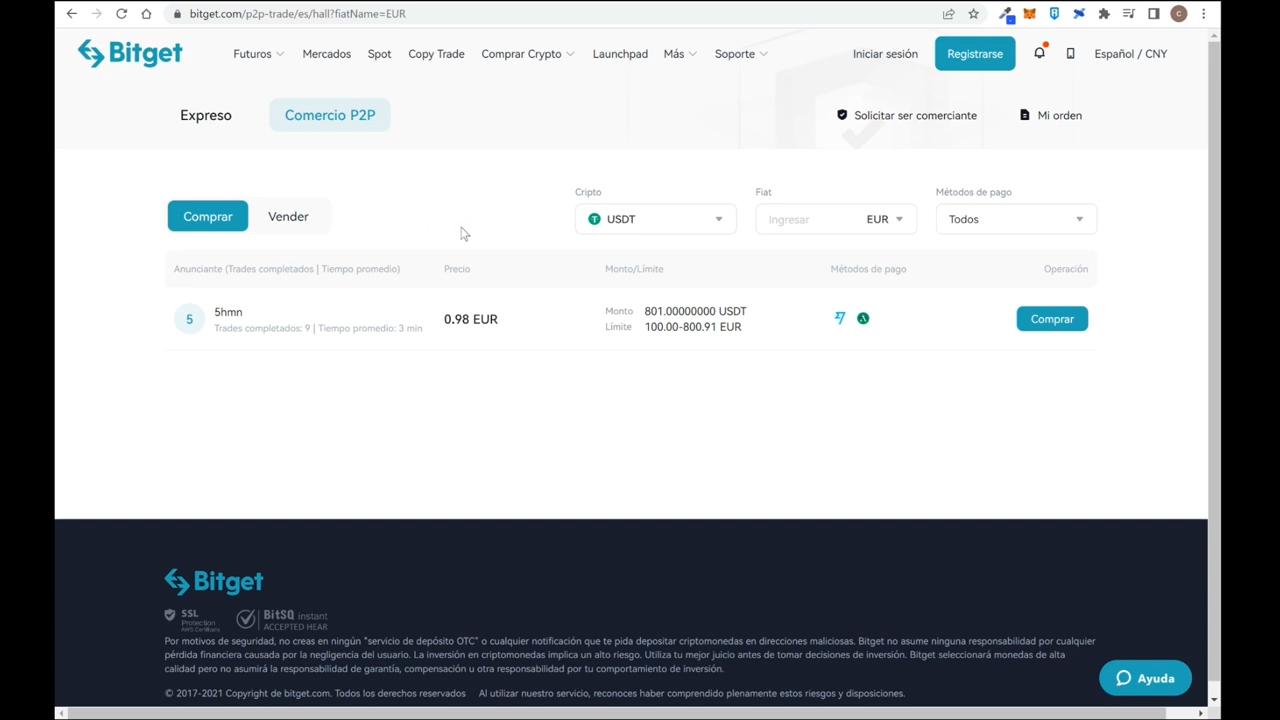 bitget.com/p2p-trade/es/hall?fiatName=EUR
C
Bitget Futuros Mercados Spot Copy Trade Comprar Crypto Launchpad Más Soporte Iniciar sesión Registrarse Español / CNY
Expreso Comercio P2P Solicitar ser comerciante Mi orden
Cripto Fiat Métodos de pago
Comprar Vender USDT Ingresar EUR Todos
Anunciante (Trades completados | Tiempo promedio) Precio Monto/Límite Métodos de pago Operación
5 5hmn 0.98 EUR Monto 801.00000000 USDT Comprar
Trades completados: 9 | Tiempo promedio: 3 min Límite 100.00-800.91 EUR
Bitget
SSL Protection AWS Certificate BitSQ instant ACCEPTED HEAR
Por motivos de seguridad, no creas en ningún "servicio de depósito OTC" o cualquier notificación que te pida depositar criptomonedas en direcciones maliciosas. Bitget no asume ninguna responsabilidad por cualquier
pérdida financiera causada por la negligencia del usuario. La inversión en criptomonedas implica un alto riesgo. Utiliza tu mejor juicio antes de tomar decisiones de inversión. Bitget seleccionará monedas de alta
calidad pero no asumirá la responsabilidad de garantía, compensación u otra responsabilidad por tu comportamiento de inversión.
© 2017-2021 Copyright de bitget.com. Todos los derechos reservados Al utilizar nuestro servicio, reconoces haber comprendido plenamente estos riesgos y disposiciones.
Ayuda